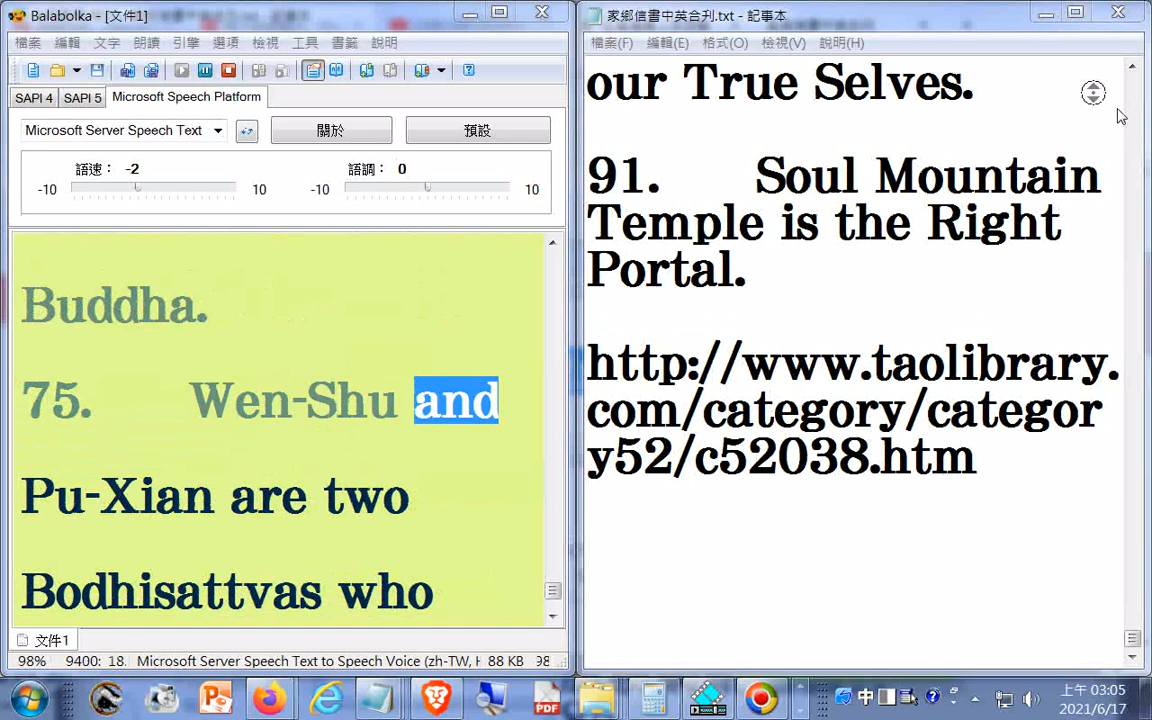 Balabolka - [文件1]
檔案 編輯 文字 朗讀 引擎 選項 檢視 工具 書籤 說明
SAPI 4 SAPI 5 Microsoft Speech Platform
Microsoft Server Speech Text 關於 預設
語速： -2 語調： 0
-10 10 -10 10
Buddha.
75. Wen-Shu and
Pu-Xian are two
Bodhisattvas who
文件1
98% 9400: 18. Microsoft Server Speech Text to Speech Voice (zh-TW, H 88 KB 98
家鄉信書中英合刋.txt - 記事本
檔案(F) 編輯(E) 格式(O) 檢視(V) 說明(H)
our True Selves.
91. Soul Mountain
Temple is the Right
Portal.
http://www.taolibrary.
com/category/categor
y52/c52038.htm
中
上午 03:05
2021/6/17